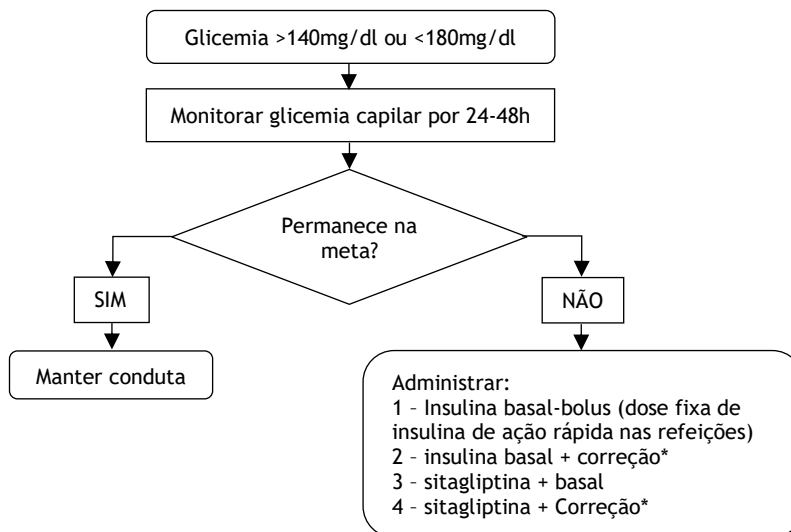 Glicemia >140mg/dl ou <180mg/dl
Monitorar glicemia capilar por 24-48h
Permanece na
meta?
SIM
NÃO
Manter conduta
Administrar:
1 – Insulina basal-bolus (dose fixa de
insulina de ação rápida nas refeições)
2 – insulina basal + correção*
3 – sitagliptina + basal
4 – sitagliptina + Correção*